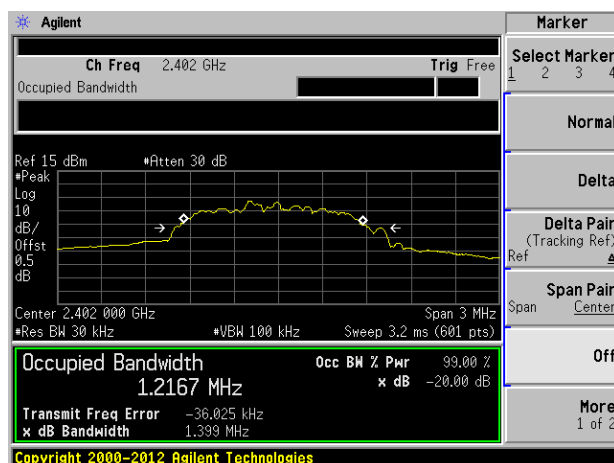 Agilent
Marker
Ch Freq 2.402 GHz Trig Free
Occupied Bandwidth
Select Marker
1 2 3 4
Normal
Delta
Delta Pair
(Tracking Ref)
Ref Δ
Span Pair
Span Center
Off
More
1 of 2
Ref 15 dBm #Atten 30 dB
#Peak
Log
10
dB/
Offst
0.5
dB
Center 2.402 000 GHz Span 3 MHz
#Res BW 30 kHz #VBW 100 kHz Sweep 3.2 ms (601 pts)
Occupied Bandwidth Occ BW % Pwr 99.00 %
1.2167 MHz x dB -20.00 dB
Transmit Freq Error -36.025 kHz
x dB Bandwidth 1.399 MHz
Copyright 2000-2012 Agilent Technologies